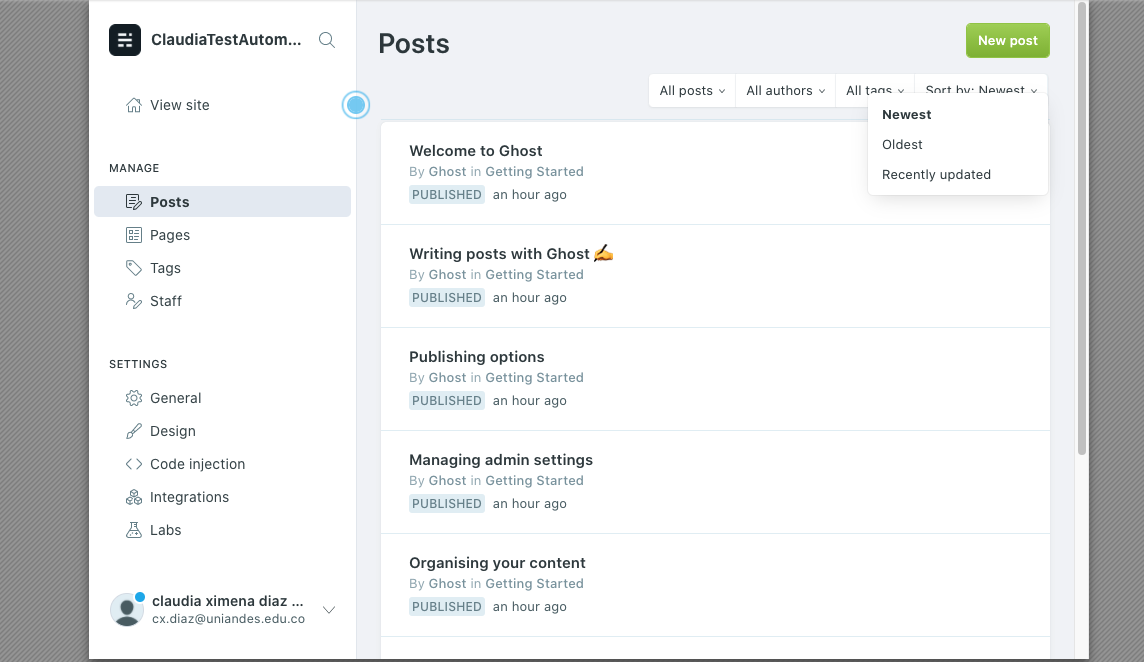 ClaudiaTestAutom...
View site
MANAGE
Posts
Pages
Tags
Staff
SETTINGS
General
Design
Code injection
Integrations
Labs
claudia ximena diaz ...
cx.diaz@uniandes.edu.co
Posts
New post
All posts
All authors
All tags
Sort by: Newest
Newest
Oldest
Recently updated
Welcome to Ghost
By Ghost in Getting Started
PUBLISHED an hour ago
Writing posts with Ghost ✍️
By Ghost in Getting Started
PUBLISHED an hour ago
Publishing options
By Ghost in Getting Started
PUBLISHED an hour ago
Managing admin settings
By Ghost in Getting Started
PUBLISHED an hour ago
Organising your content
By Ghost in Getting Started
PUBLISHED an hour ago